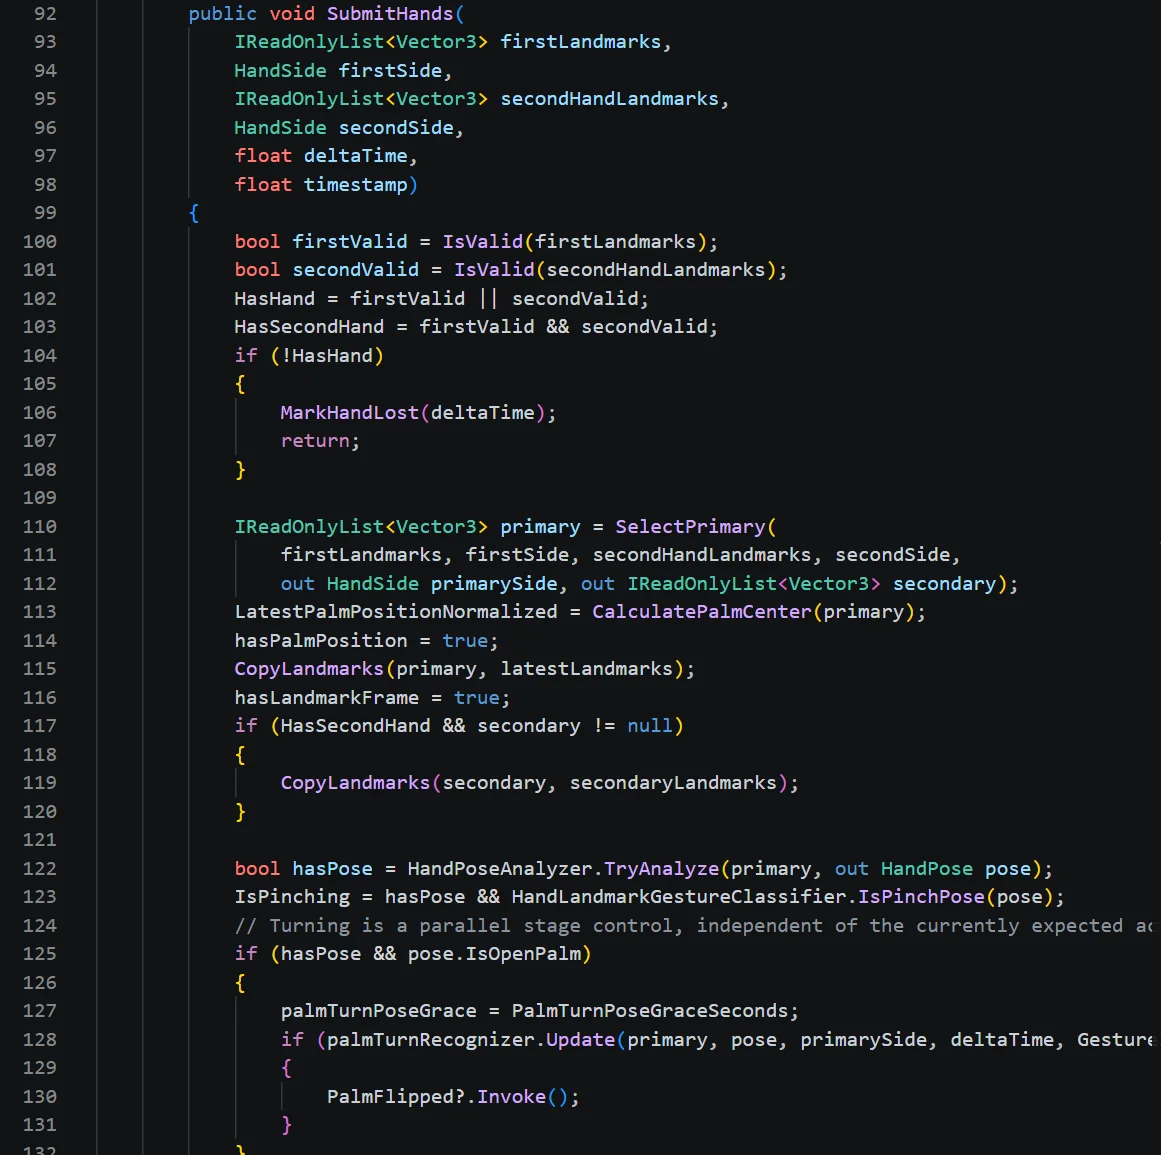 92 public void SubmitHands(
93 IReadOnlyList<Vector3> firstLandmarks,
94 HandSide firstSide,
95 IReadOnlyList<Vector3> secondHandLandmarks,
96 HandSide secondSide,
97 float deltaTime,
98 float timestamp)
99 {
100 bool firstValid = IsValid(firstLandmarks);
101 bool secondValid = IsValid(secondHandLandmarks);
102 HasHand = firstValid || secondValid;
103 HasSecondHand = firstValid && secondValid;
104 if (!HasHand)
105 {
106 MarkHandLost(deltaTime);
107 return;
108 }
109
110 IReadOnlyList<Vector3> primary = SelectPrimary(
111 firstLandmarks, firstSide, secondHandLandmarks, secondSide,
112 out HandSide primarySide, out IReadOnlyList<Vector3> secondary);
113 LatestPalmPositionNormalized = CalculatePalmCenter(primary);
114 hasPalmPosition = true;
115 CopyLandmarks(primary, latestLandmarks);
116 hasLandmarkFrame = true;
117 if (HasSecondHand && secondary != null)
118 {
119 CopyLandmarks(secondary, secondaryLandmarks);
120 }
121
122 bool hasPose = HandPoseAnalyzer.TryAnalyze(primary, out HandPose pose);
123 IsPinching = hasPose && HandLandmarkGestureClassifier.IsPinchPose(pose);
124 // Turning is a parallel stage control, independent of the currently expected
125 if (hasPose && pose.IsOpenPalm)
126 {
127 palmTurnPoseGrace = PalmTurnPoseGraceSeconds;
128 if (palmTurnRecognizer.Update(primary, pose, primarySide, deltaTime, Gesture
129 {
130 PalmFlipped?.Invoke();
131 }
132 }